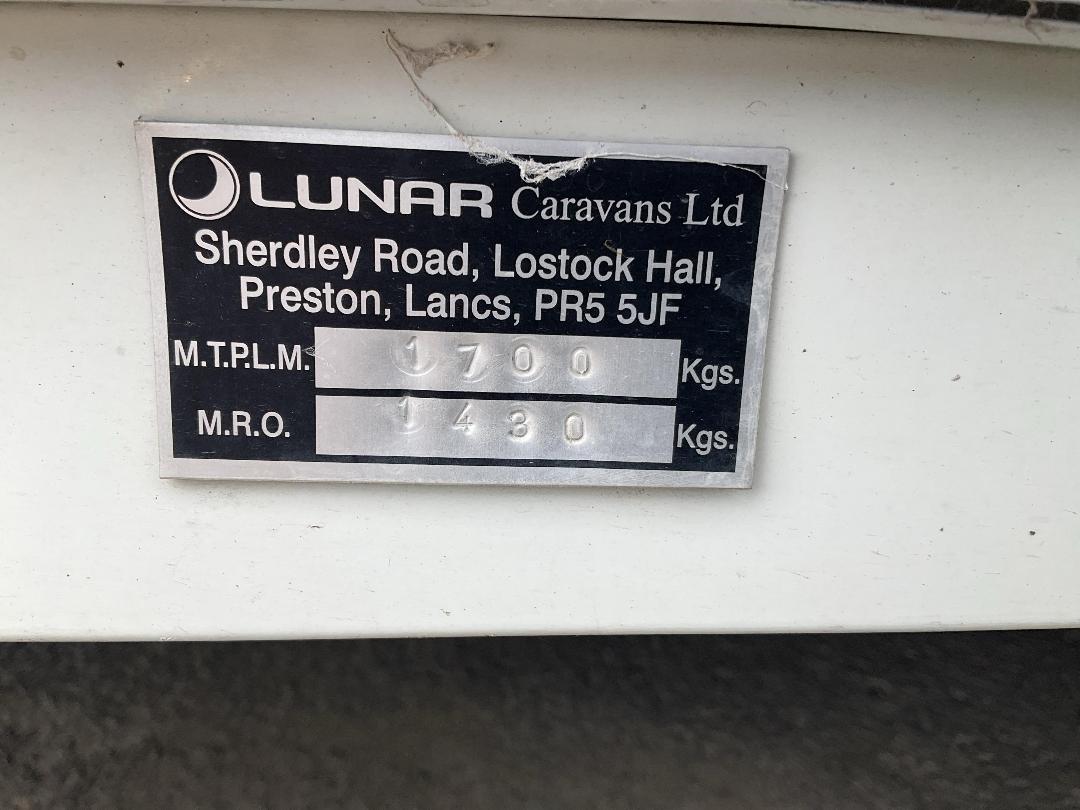 LUNAR Caravans Ltd
Sherdley Road, Lostock Hall,
Preston, Lancs, PR5 5JF
M.T.P.L.M. 1700 Kgs.
M.R.O. 1430 Kgs.